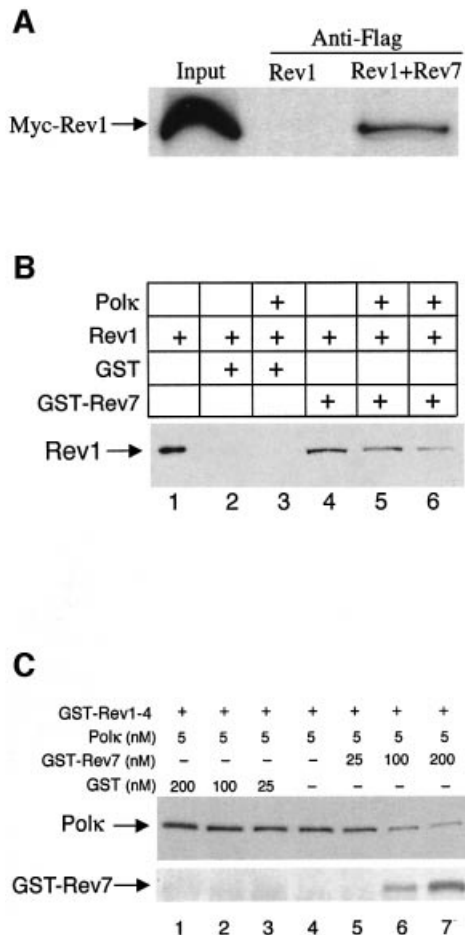 A
Anti-Flag
Input Rev1 Rev1+Rev7
Myc-Rev1
B
Polκ + + +
Rev1 + + + + + +
GST + +
GST-Rev7 + + +
Rev1
1 2 3 4 5 6
C
GST-Rev1-4 + + + + + + +
Polκ (nM) 5 5 5 5 5 5 5
GST-Rev7 (nM) – – – – 25 100 200
GST (nM) 200 100 25 – – – –
Polκ
GST-Rev7
1 2 3 4 5 6 7